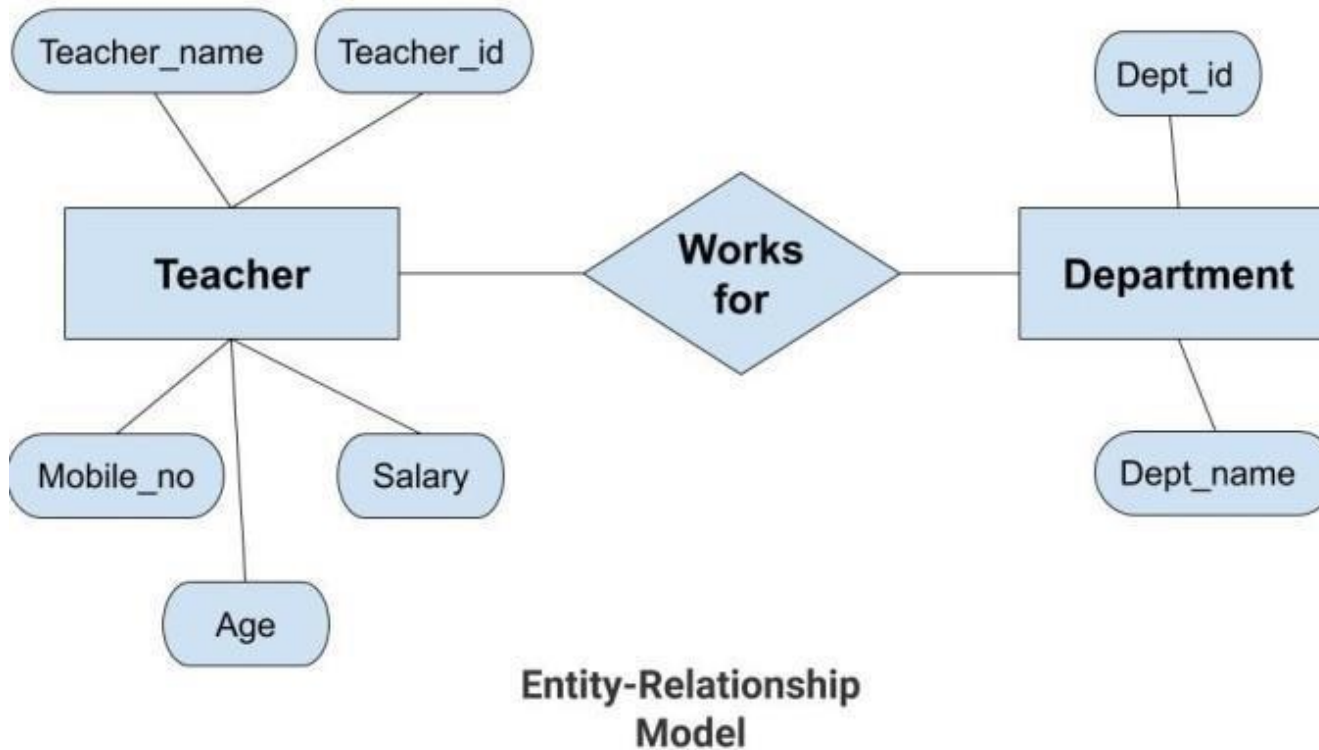 Teacher_name
Teacher_id
Dept_id
Teacher
Works
for
Department
Mobile_no
Salary
Dept_name
Age
Entity-Relationship
Model